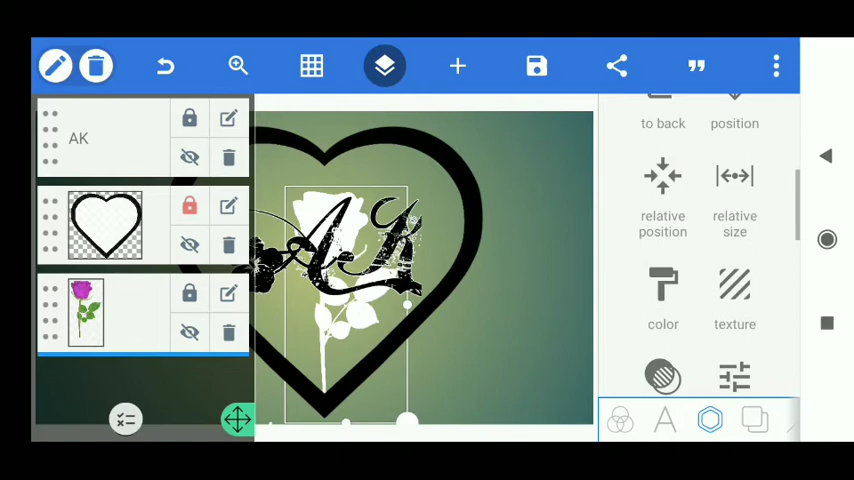 AK
AK
to back
position
relative
position
relative
size
color
texture